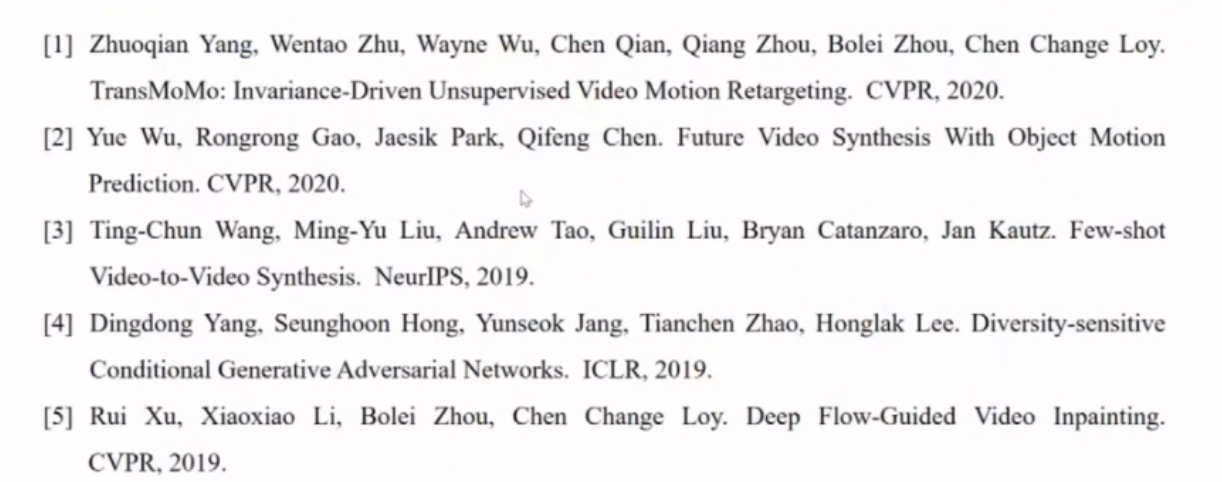 [1] Zhuoqian Yang, Wentao Zhu, Wayne Wu, Chen Qian, Qiang Zhou, Bolei Zhou, Chen Change Loy.
TransMoMo: Invariance-Driven Unsupervised Video Motion Retargeting. CVPR, 2020.
[2] Yue Wu, Rongrong Gao, Jaesik Park, Qifeng Chen. Future Video Synthesis With Object Motion
Prediction. CVPR, 2020.
[3] Ting-Chun Wang, Ming-Yu Liu, Andrew Tao, Guilin Liu, Bryan Catanzaro, Jan Kautz. Few-shot
Video-to-Video Synthesis. NeurIPS, 2019.
[4] Dingdong Yang, Seunghoon Hong, Yunseok Jang, Tianchen Zhao, Honglak Lee. Diversity-sensitive
Conditional Generative Adversarial Networks. ICLR, 2019.
[5] Rui Xu, Xiaoxiao Li, Bolei Zhou, Chen Change Loy. Deep Flow-Guided Video Inpainting.
CVPR, 2019.